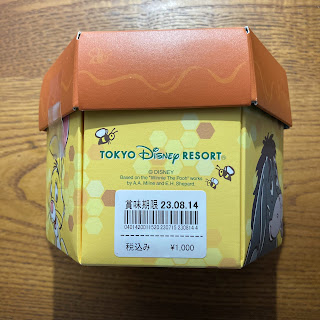 TOKYO Disney RESORT®
© DISNEY
Based on the "Winnie The Pooh" works
by A.A. Milne and E.H. Shepard.
賞味期限 23.08.14
税込み ¥1,000